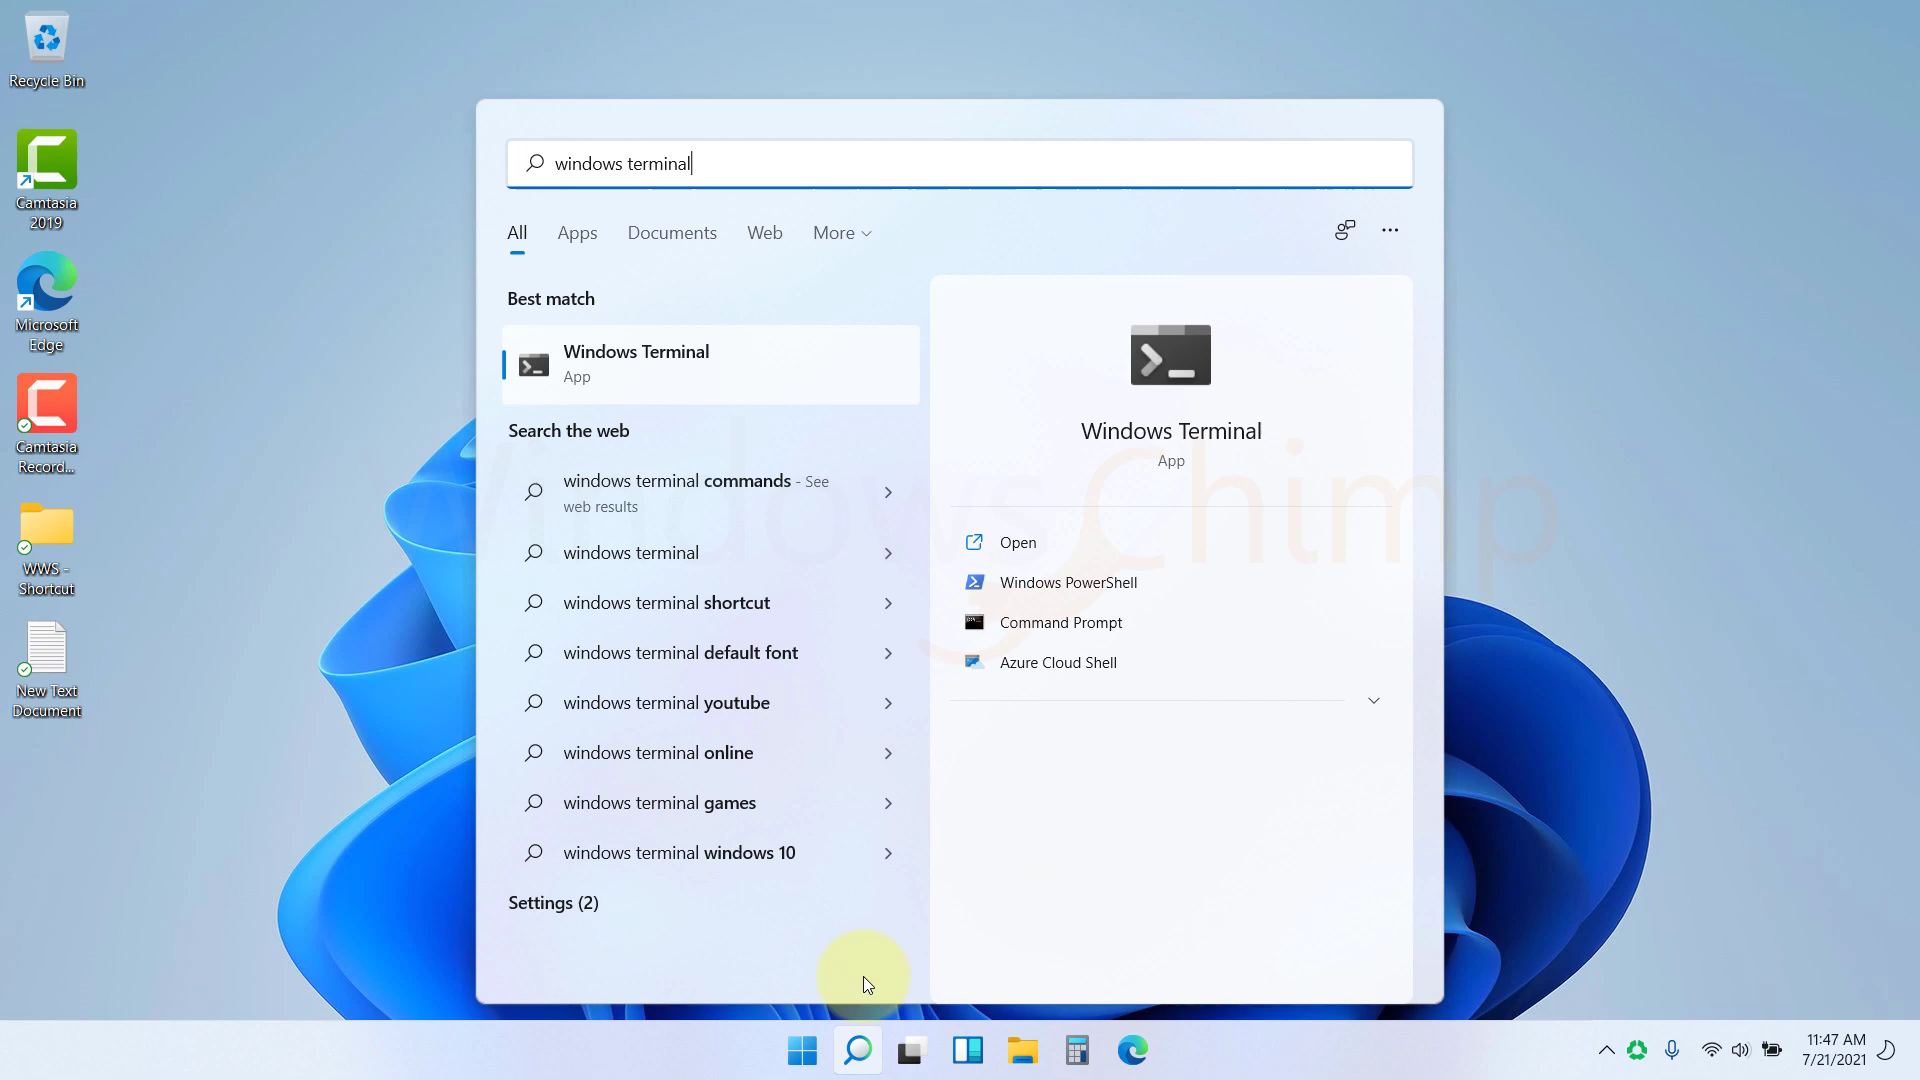 Recycle Bin
Camtasia
2019
Microsoft
Edge
Camtasia
Record...
WWS -
Shortcut
New Text
Document
windows terminal
All
Apps
Documents
Web
More
Best match
Windows Terminal
App
Search the web
windows terminal commands - See
web results
windows terminal
windows terminal shortcut
windows terminal default font
windows terminal youtube
windows terminal online
windows terminal games
windows terminal windows 10
Settings (2)
Windows Terminal
App
Open
Windows PowerShell
Command Prompt
Azure Cloud Shell
WindowsChimp
11:47 AM
7/21/2021